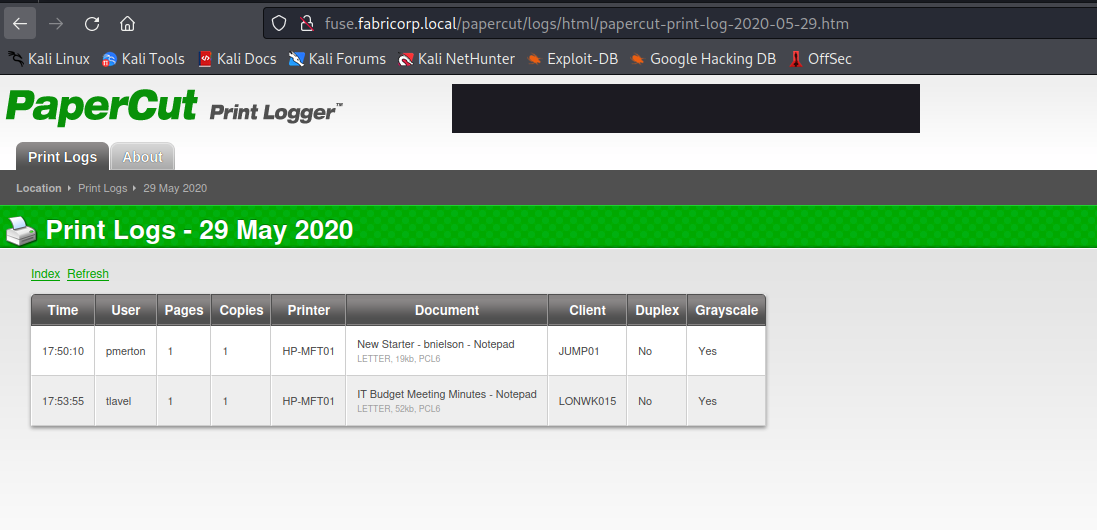 fuse.fabricorp.local/papercut/logs/html/papercut-print-log-2020-05-29.htm
Kali Linux Kali Tools Kali Docs Kali Forums Kali NetHunter Exploit-DB Google Hacking DB OffSec
PaperCut Print Logger™
Print Logs About
Location Print Logs 29 May 2020
Print Logs - 29 May 2020
Index Refresh
Time User Pages Copies Printer Document Client Duplex Grayscale
17:50:10 pmerton 1 1 HP-MFT01 New Starter - bnielson - Notepad JUMP01 No Yes
LETTER, 19kb, PCL6
17:53:55 tlavel 1 1 HP-MFT01 IT Budget Meeting Minutes - Notepad LONWK015 No Yes
LETTER, 52kb, PCL6